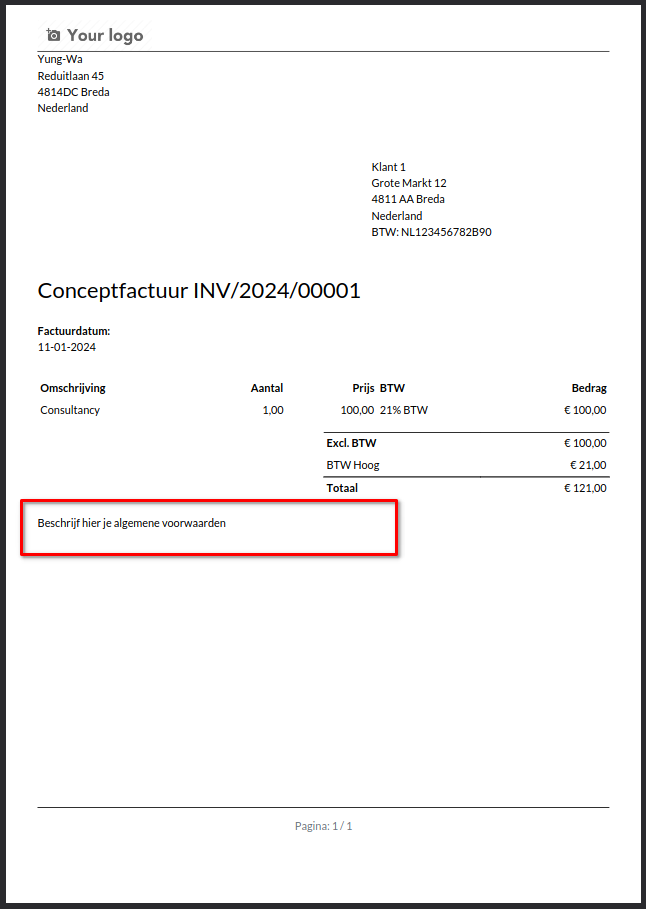 Your logo
Yung-Wa
Reduitlaan 45
4814DC Breda
Nederland
Klant 1
Grote Markt 12
4811 AA Breda
Nederland
BTW: NL123456782B90
Conceptfactuur INV/2024/00001
Factuurdatum:
11-01-2024
Omschrijving Aantal Prijs BTW Bedrag
Consultancy 1,00 100,00 21% BTW € 100,00
Excl. BTW € 100,00
BTW Hoog € 21,00
Totaal € 121,00
Beschrijf hier je algemene voorwaarden
Pagina: 1 / 1